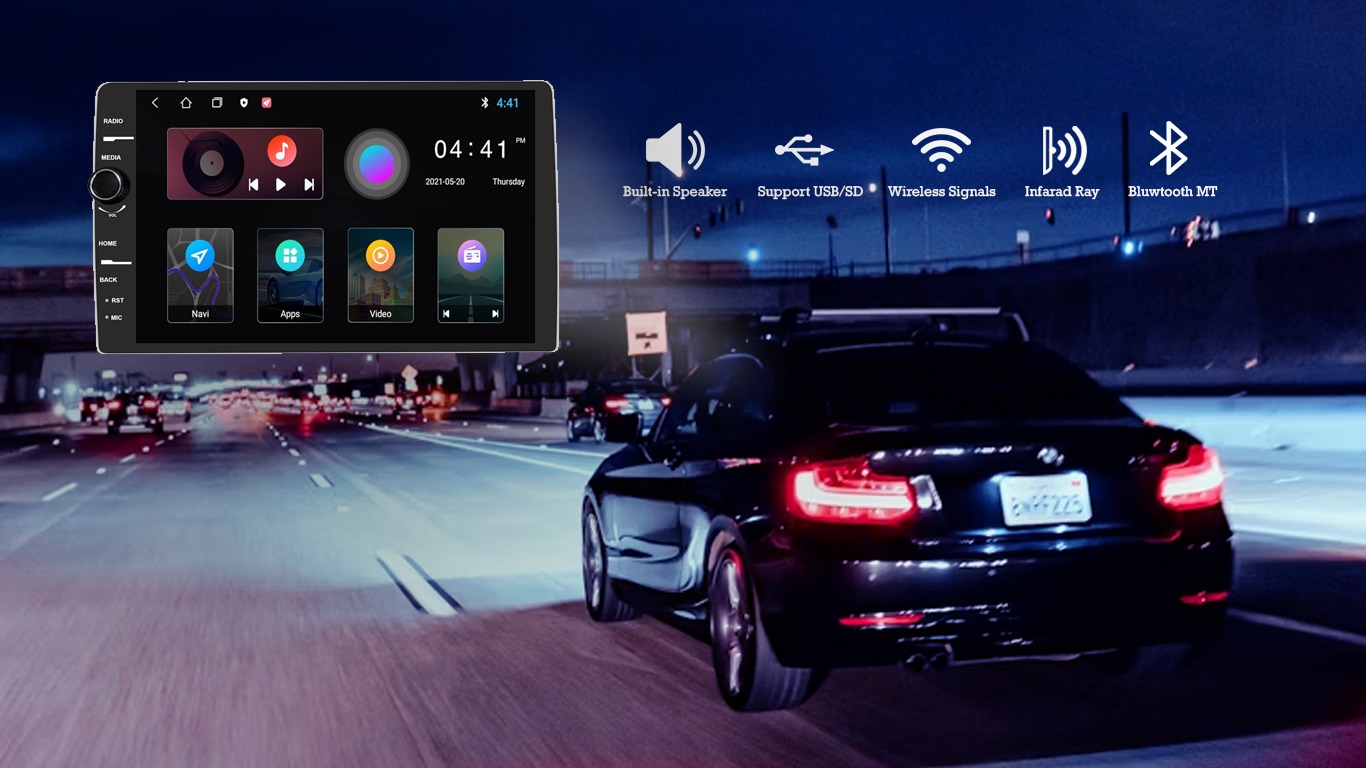 RADIO
MEDIA
VOL
HOME
BACK
RST
MIC
4:41
04:41 PM
2021-05-20 Thursday
Navi
Apps
Video
Built-in Speaker
Support USB/SD
Wireless Signals
Infarad Ray
Bluwtooth MT